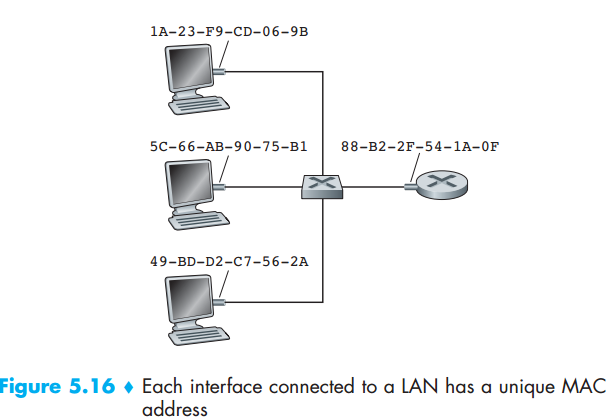 1A-23-F9-CD-06-9B
5C-66-AB-90-75-B1 88-B2-2F-54-1A-0F
49-BD-D2-C7-56-2A
Figure 5.16 ♦ Each interface connected to a LAN has a unique MAC
address